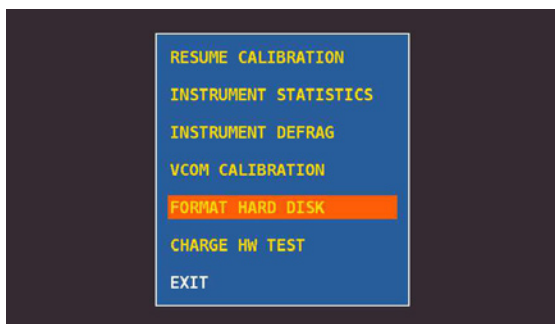 RESUME CALIBRATION
INSTRUMENT STATISTICS
INSTRUMENT DEFRAG
VCOM CALIBRATION
FORMAT HARD DISK
CHARGE HW TEST
EXIT